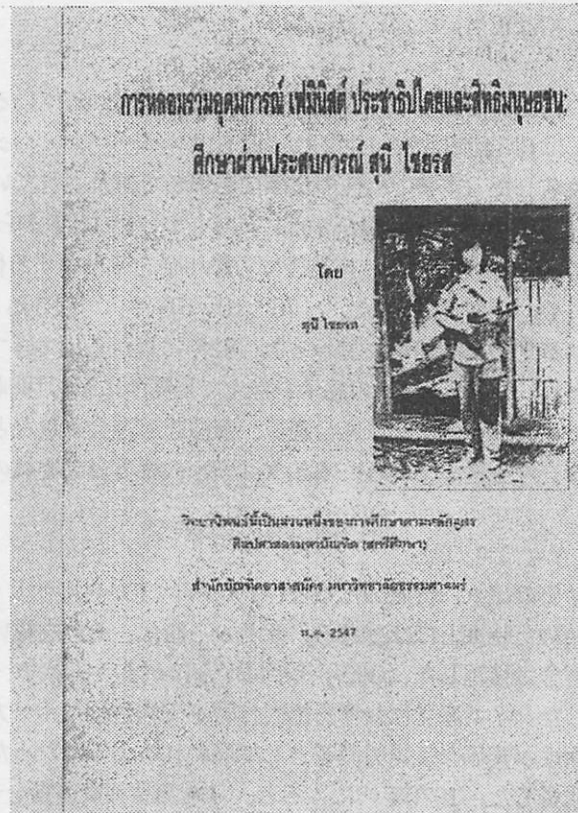 การหลอมรวมอุดมการณ์ เฟมินิสต์ ประชาธิปไตยและสิทธิมนุษยชน:
ศึกษาผ่านประสบการณ์ สุนี ไชยรส
โดย
สุนี ไชยรส
วิทยานิพนธ์นี้เป็นส่วนหนึ่งของการศึกษาตามหลักสูตร
ศิลปศาสตรมหาบัณฑิต (สตรีศึกษา)
สำนักบัณฑิตอาสาสมัคร มหาวิทยาลัยธรรมศาสตร์
พ.ศ. 2547